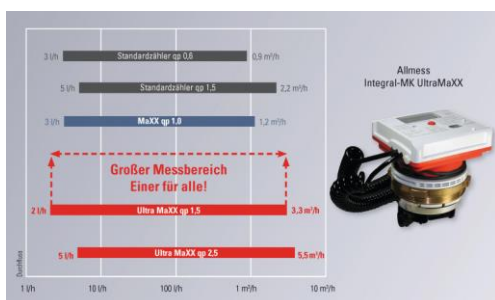 3 l/h Standardzähler qp 0,6 0,9 m³/h
5 l/h Standardzähler qp 1,5 2,2 m³/h
3 l/h MaXX qp 1,0 1,2 m³/h
Großer Messbereich
Einer für alle!
2 l/h Ultra MaXX qp 1,5 3,3 m³/h
5 l/h Ultra MaXX qp 2,5 5,5 m³/h
Durchfluss
1 l/h 10 l/h 100 l/h 1 m³/h 10 m³/h
Allmess
Integral-MK UltraMaXX